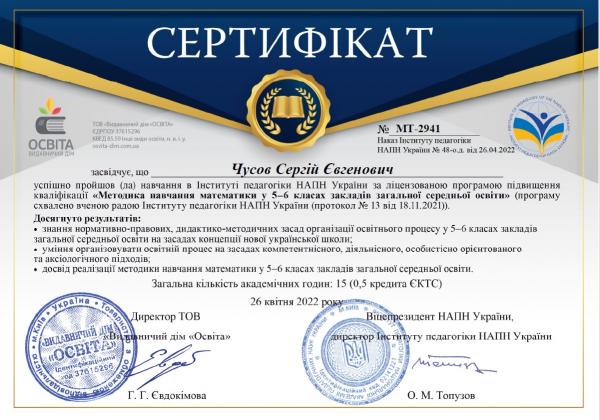 СЕРТИФІКАТ
ОСВІТА
ВИДАВНИЧИЙ ДІМ
ТОВ «Видавничий дім «ОСВІТА»
ЄДРПОУ 37615296
КВЕД 85.59 Інші види освіти, н. в. і. у.
osvita-dim.com.ua
№ МТ-2941
Наказ Інституту педагогіки
НАПН України № 48-о.д. від 26.04.2022
засвідчує, що Чусов Сергій Євгенович
успішно пройшов (ла) навчання в Інституті педагогіки НАПН України за ліцензованою програмою підвищення
кваліфікації «Методика навчання математики у 5–6 класах закладів загальної середньої освіти» (програму
схвалено вченою радою Інституту педагогіки НАПН України (протокол № 13 від 18.11.2021)).
Досягнуто результатів:
• знання нормативно-правових, дидактико-методичних засад організації освітнього процесу у 5–6 класах закладів
загальної середньої освіти на засадах концепції нової української школи;
• уміння організовувати освітній процес на засадах компетентнісного, діяльнісного, особистісно орієнтованого
та аксіологічного підходів;
• досвід реалізації методики навчання математики у 5–6 класах закладів загальної середньої освіти.
Загальна кількість академічних годин: 15 (0,5 кредита ЄКТС)
26 квітня 2022 року
Директор ТОВ
«Видавничий дім «Освіта»
Г. Г. Євдокімова
Віцепрезидент НАПН України,
директор Інституту педагогіки НАПН України
О. М. Топузов
Україна * Товариство з обмеженою відповідальністю * м.Київ *
"ВИДАВНИЧИЙ ДІМ
"ОСВІТА"
Ідентифікаційний
код 37615296